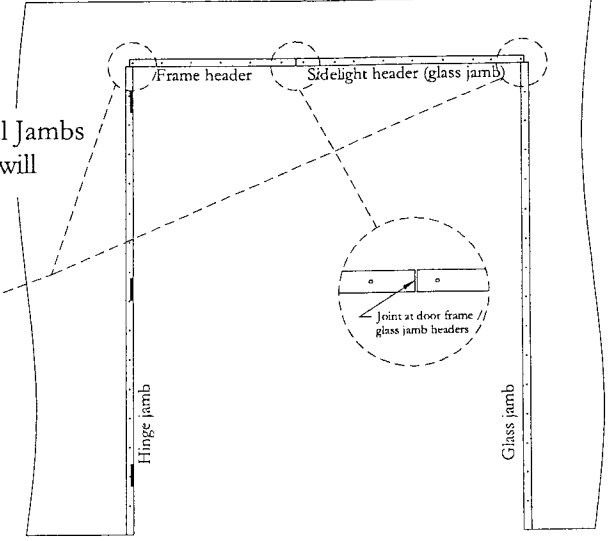 Frame header
Sidelight header (glass jamb)
l Jambs
will
Joint at door frame //
glass jamb headers
Hinge jamb
Glass jamb